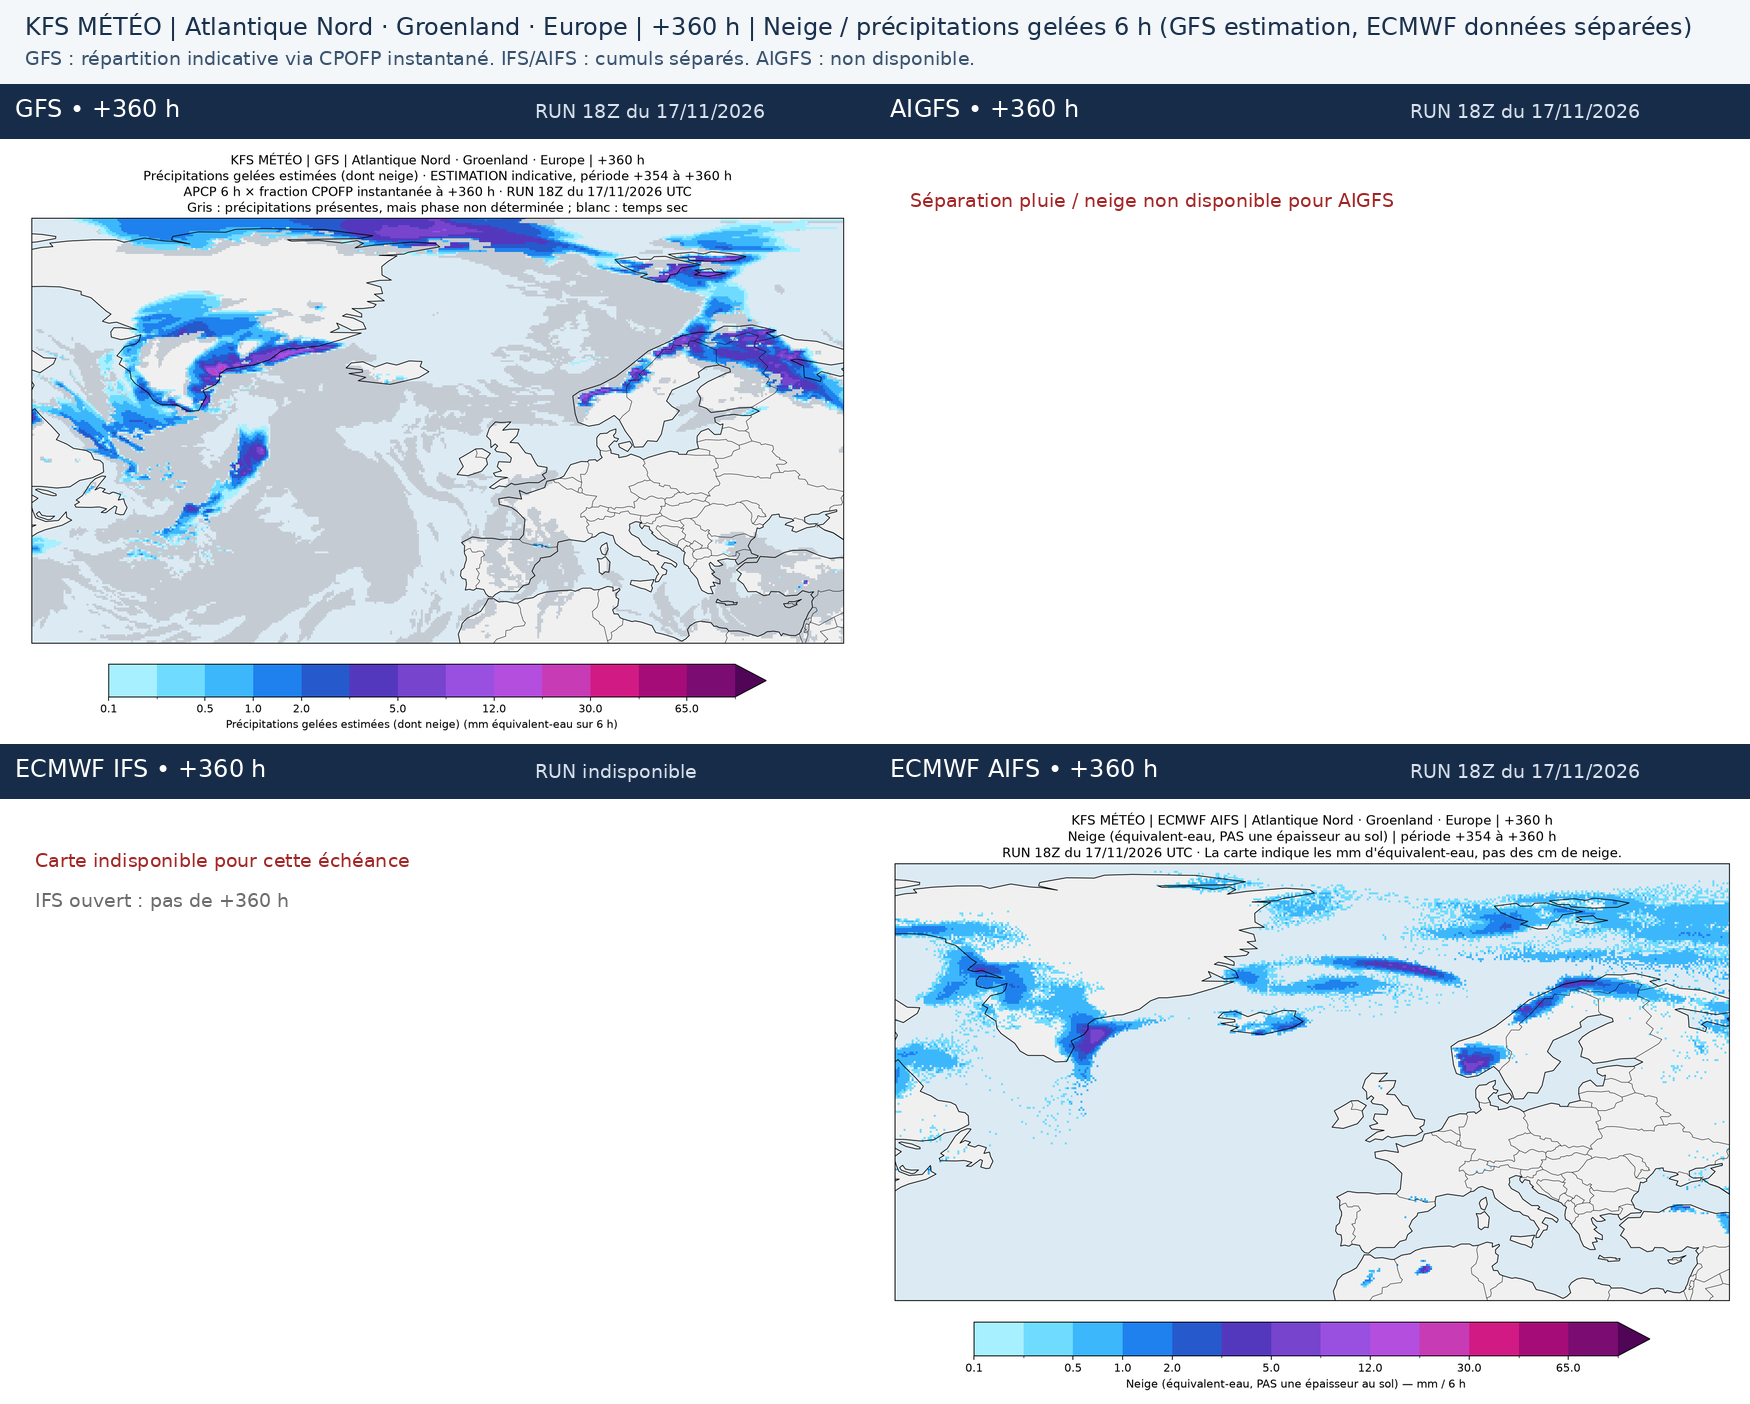 KFS MÉTÉO | Atlantique Nord · Groenland · Europe | +360 h | Neige / précipitations gelées 6 h (GFS estimation, ECMWF données séparées)
GFS : répartition indicative via CPOFP instantané. IFS/AIFS : cumuls séparés. AIGFS : non disponible.
GFS • +360 h
RUN 18Z du 17/11/2026
AIGFS • +360 h
RUN 18Z du 17/11/2026
KFS MÉTÉO | GFS | Atlantique Nord · Groenland · Europe | +360 h
Précipitations gelées estimées (dont neige) · ESTIMATION indicative, période +354 à +360 h
APCP 6 h × fraction CPOFP instantanée à +360 h · RUN 18Z du 17/11/2026 UTC
Gris : précipitations présentes, mais phase non déterminée ; blanc : temps sec
Séparation pluie / neige non disponible pour AIGFS
0.1 0.5 1.0 2.0 5.0 12.0 30.0 65.0
Précipitations gelées estimées (dont neige) (mm équivalent-eau sur 6 h)
ECMWF IFS • +360 h
RUN indisponible
ECMWF AIFS • +360 h
RUN 18Z du 17/11/2026
Carte indisponible pour cette échéance
IFS ouvert : pas de +360 h
KFS MÉTÉO | ECMWF AIFS | Atlantique Nord · Groenland · Europe | +360 h
Neige (équivalent-eau, PAS une épaisseur au sol) | période +354 à +360 h
RUN 18Z du 17/11/2026 UTC · La carte indique les mm d'équivalent-eau, pas des cm de neige.
0.1 0.5 1.0 2.0 5.0 12.0 30.0 65.0
Neige (équivalent-eau, PAS une épaisseur au sol) — mm / 6 h